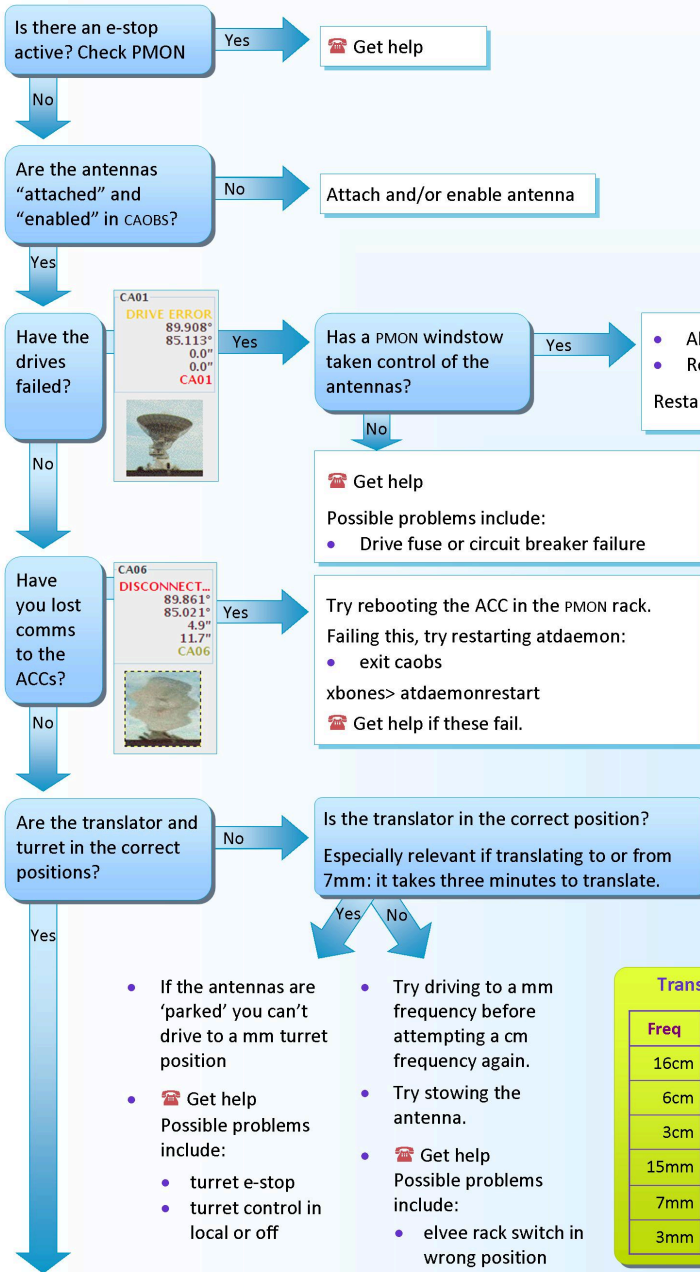 Is there an e-stop
active? Check PMON
Yes
☎ Get help
No
Are the antennas
“attached” and
“enabled” in CAOBS?
No
Attach and/or enable antenna
Yes
Have the
drives
failed?
CA01
DRIVE ERROR
89.908°
85.113°
0.0"
0.0"
CA01
Yes
Has a PMON windstow
taken control of the
antennas?
Yes
Resta
No
No
☎ Get help
Possible problems include:
• Drive fuse or circuit breaker failure
Have
you lost
comms
to the
ACCs?
CA06
DISCONNECT...
89.861°
85.021°
4.9"
11.7"
CA06
Yes
Try rebooting the ACC in the PMON rack.
Failing this, try restarting atdaemon:
• exit caobs
xbones> atdaemonrestart
☎ Get help if these fail.
No
Are the translator and
turret in the correct
positions?
No
Is the translator in the correct position?
Especially relevant if translating to or from
7mm: it takes three minutes to translate.
Yes
Yes
No
• If the antennas are
‘parked’ you can’t
drive to a mm turret
position
• ☎ Get help
Possible problems
include:
• turret e-stop
• turret control in
local or off
• Try driving to a mm
frequency before
attempting a cm
frequency again.
• Try stowing the
antenna.
• ☎ Get help
Possible problems
include:
• elvee rack switch in
wrong position
Trans
Freq
16cm
6cm
3cm
15mm
7mm
3mm